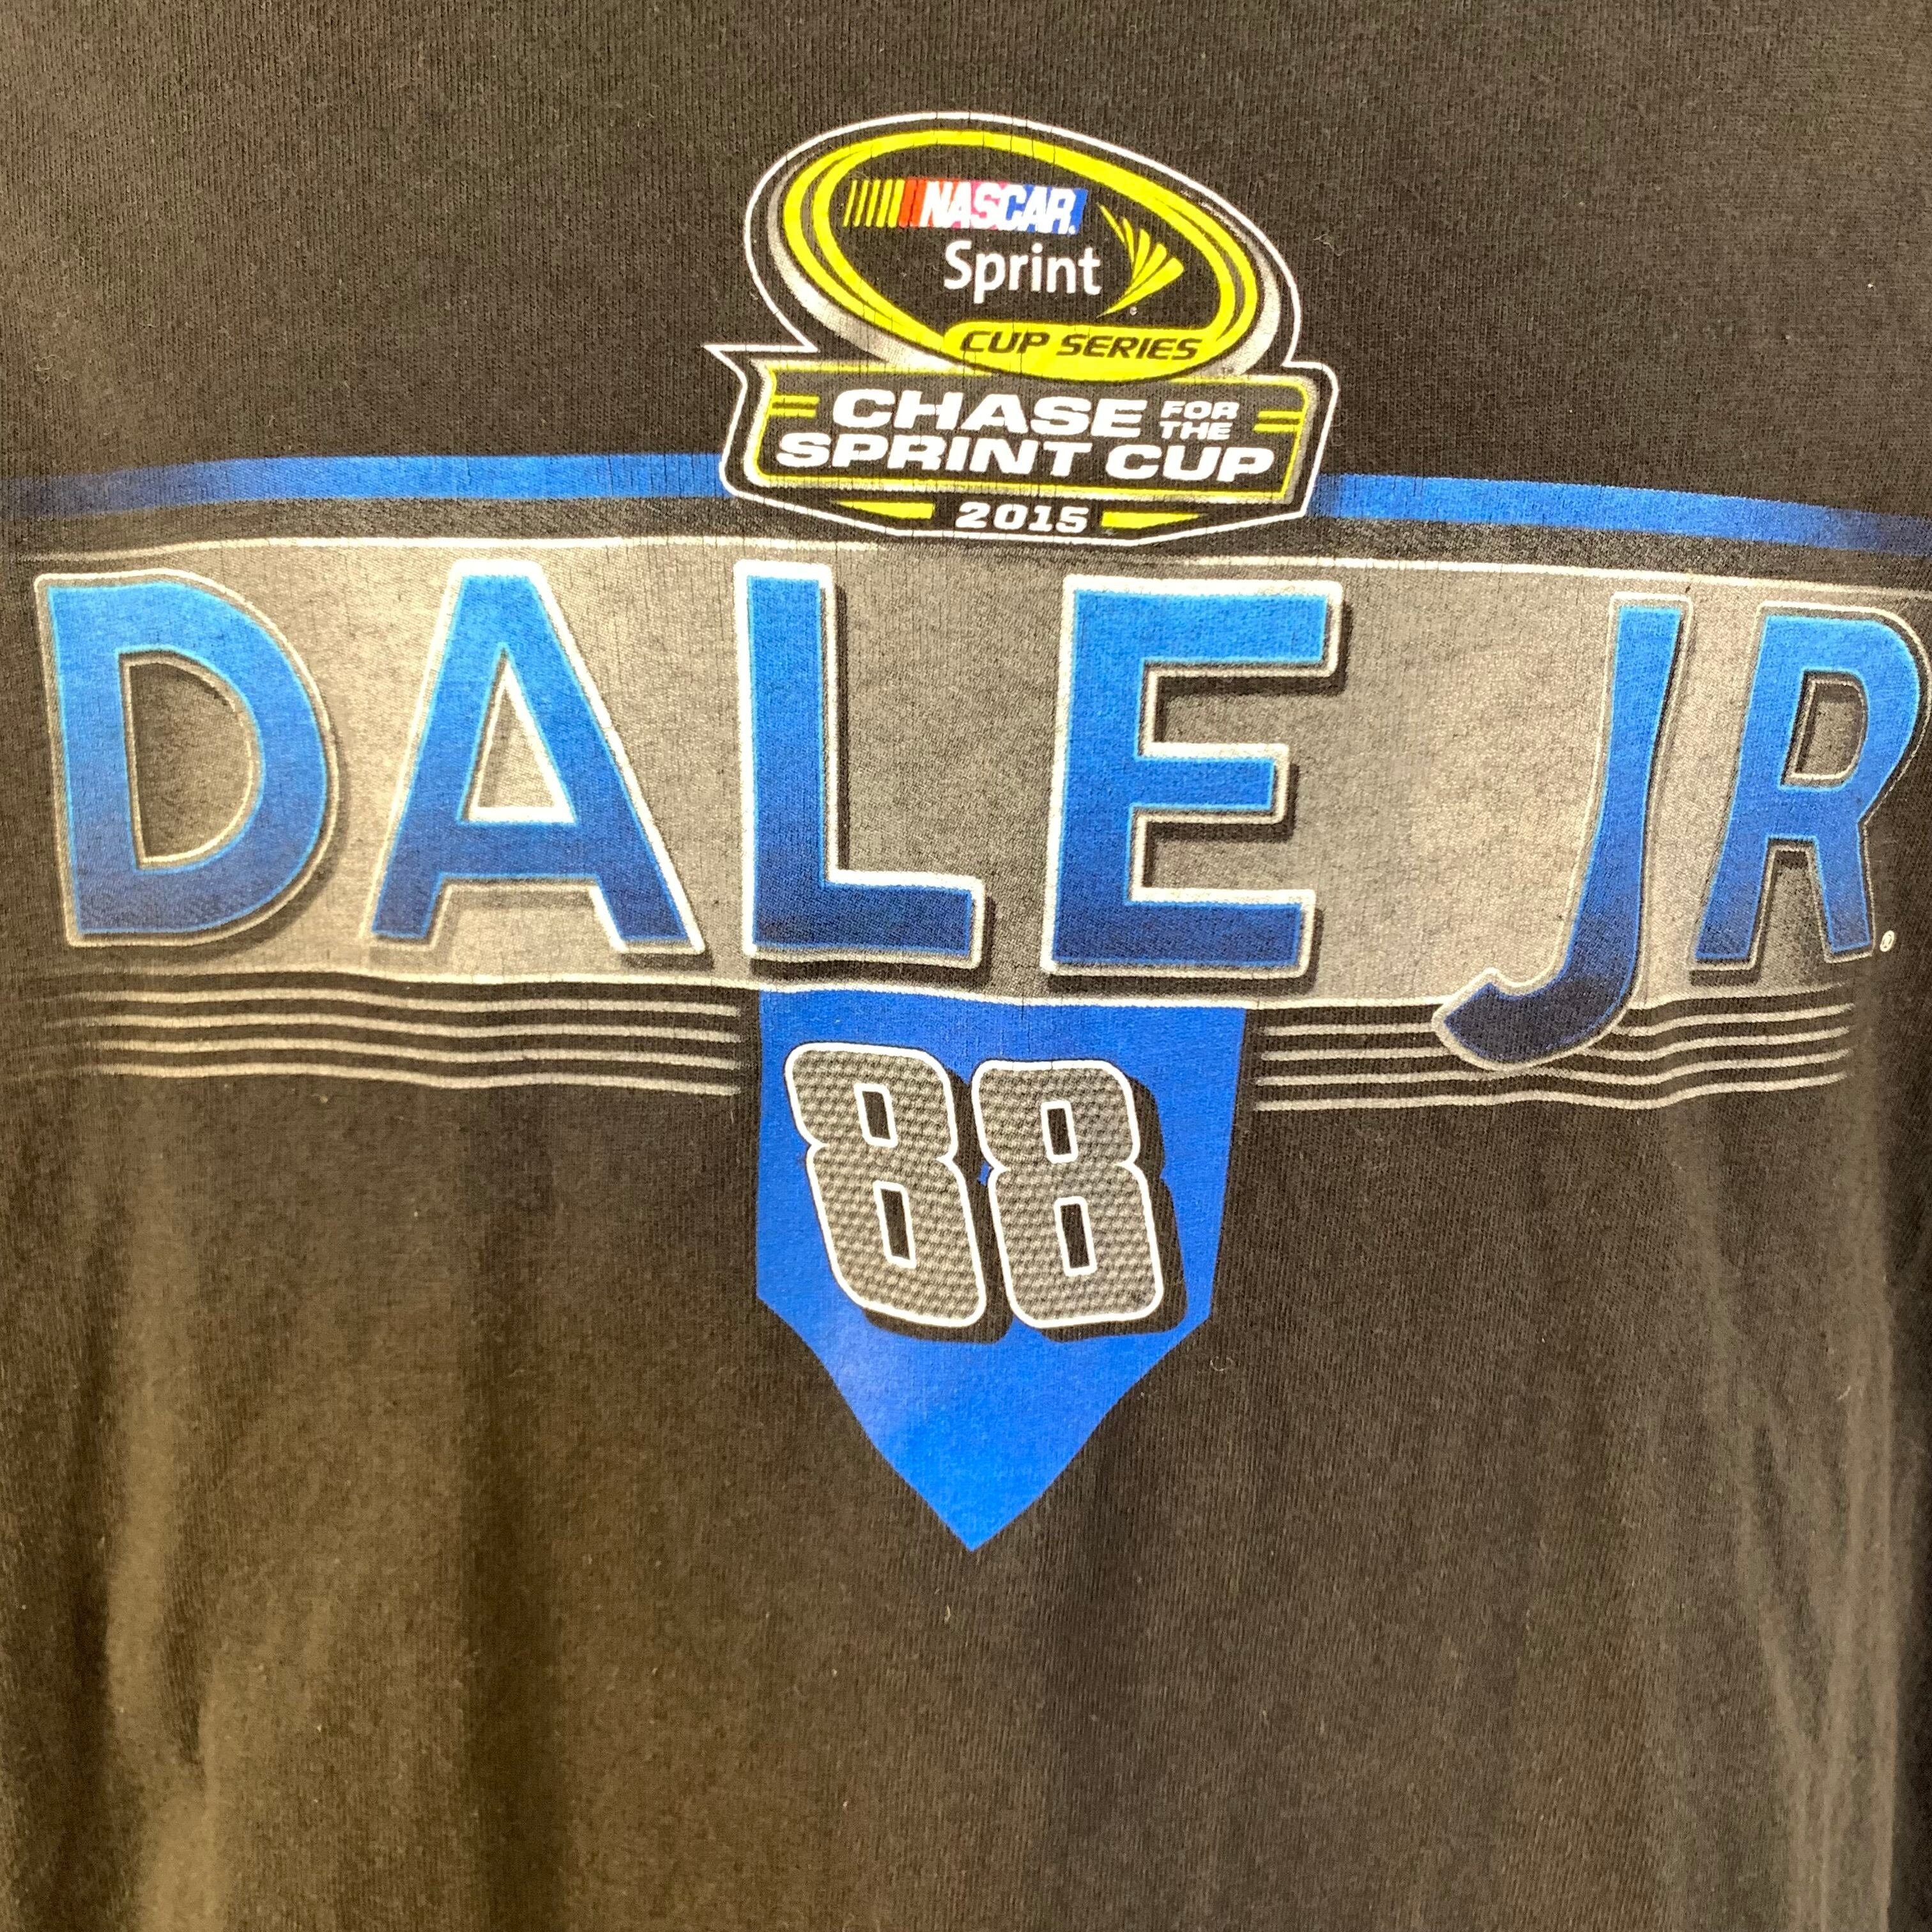 NASCAR
Sprint
CUP SERIES
CHASE FOR THE
SPRINT CUP
2015
DALE JR®
88